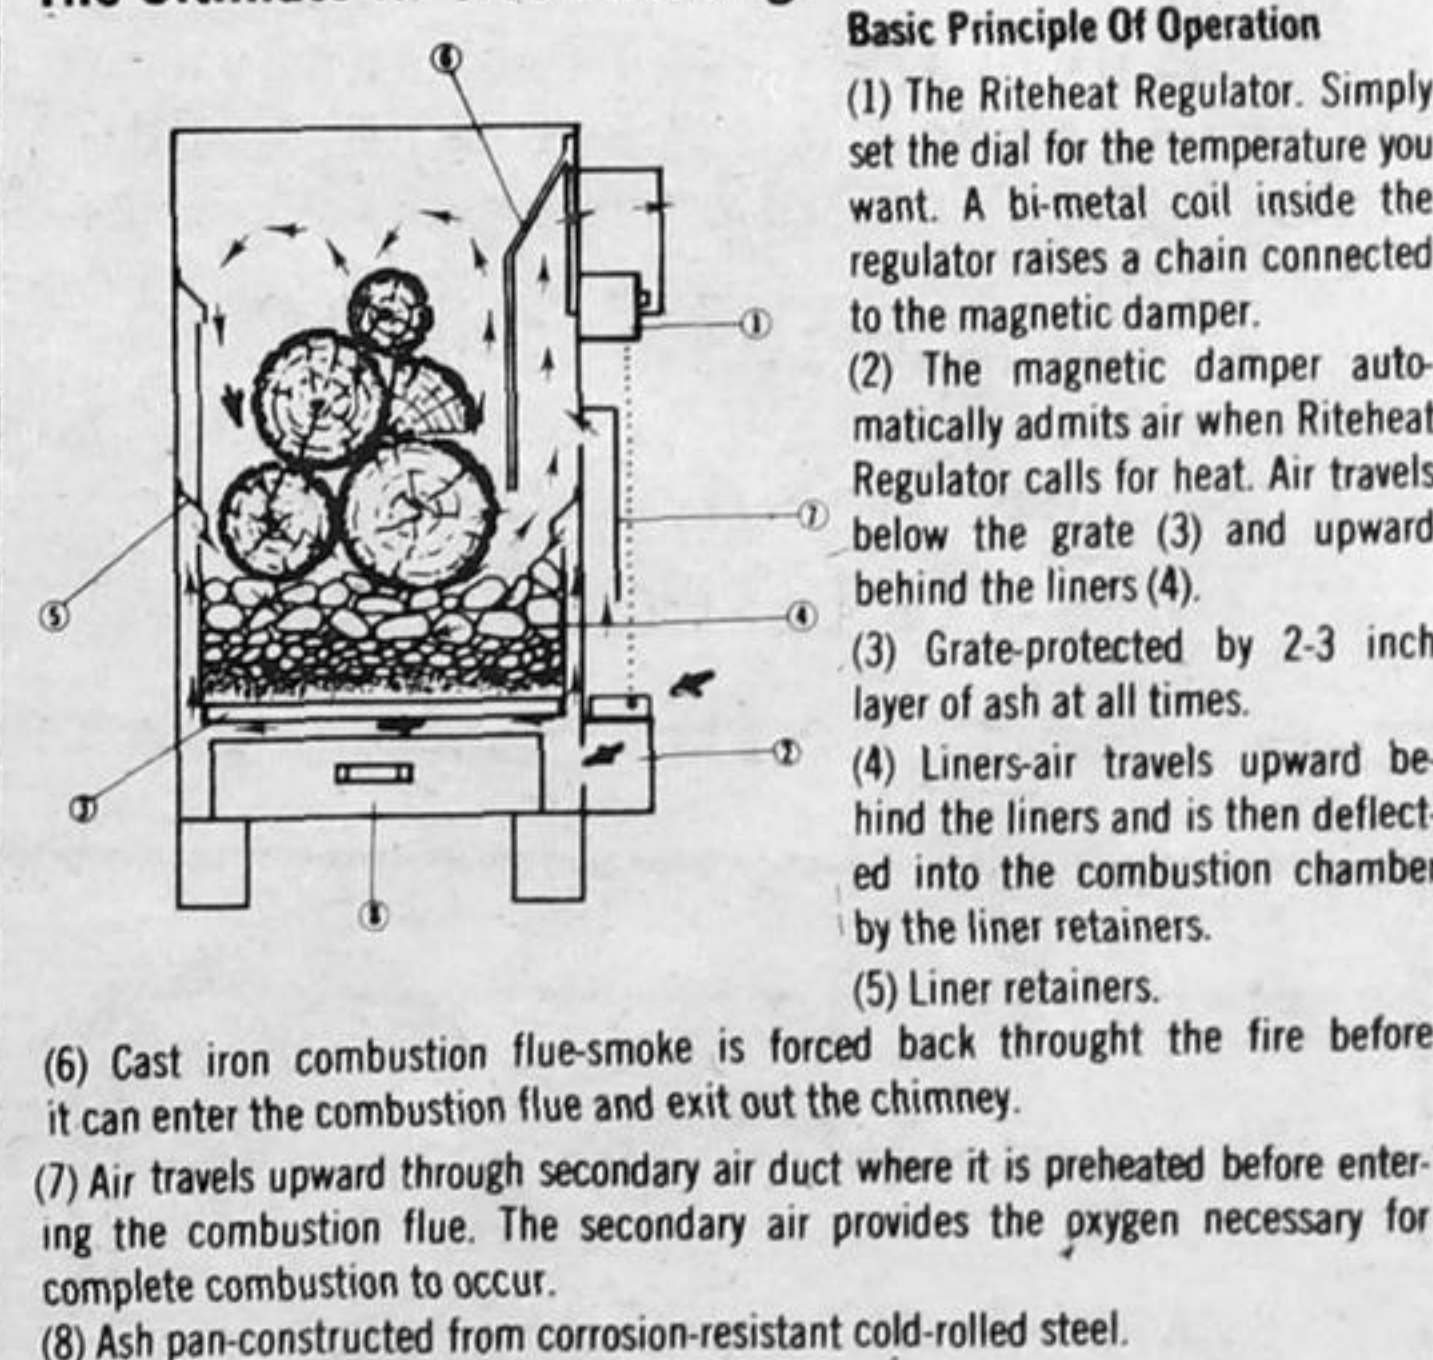 Basic Principle Of Operation
(1) The Riteheat Regulator. Simply
set the dial for the temperature you
want. A bi-metal coil inside the
regulator raises a chain connected
to the magnetic damper.
(2) The magnetic damper auto-
matically admits air when Riteheat
Regulator calls for heat. Air travels
below the grate (3) and upward
behind the liners (4).
(3) Grate-protected by 2-3 inch
layer of ash at all times.
(4) Liners-air travels upward be-
hind the liners and is then deflect-
ed into the combustion chamber
by the liner retainers.
(5) Liner retainers.
(6) Cast iron combustion flue-smoke is forced back throught the fire before
it can enter the combustion flue and exit out the chimney.
(7) Air travels upward through secondary air duct where it is preheated before enter-
ing the combustion flue. The secondary air provides the oxygen necessary for
complete combustion to occur.
(8) Ash pan-constructed from corrosion-resistant cold-rolled steel.
6
1
7
5
4
2
3
8